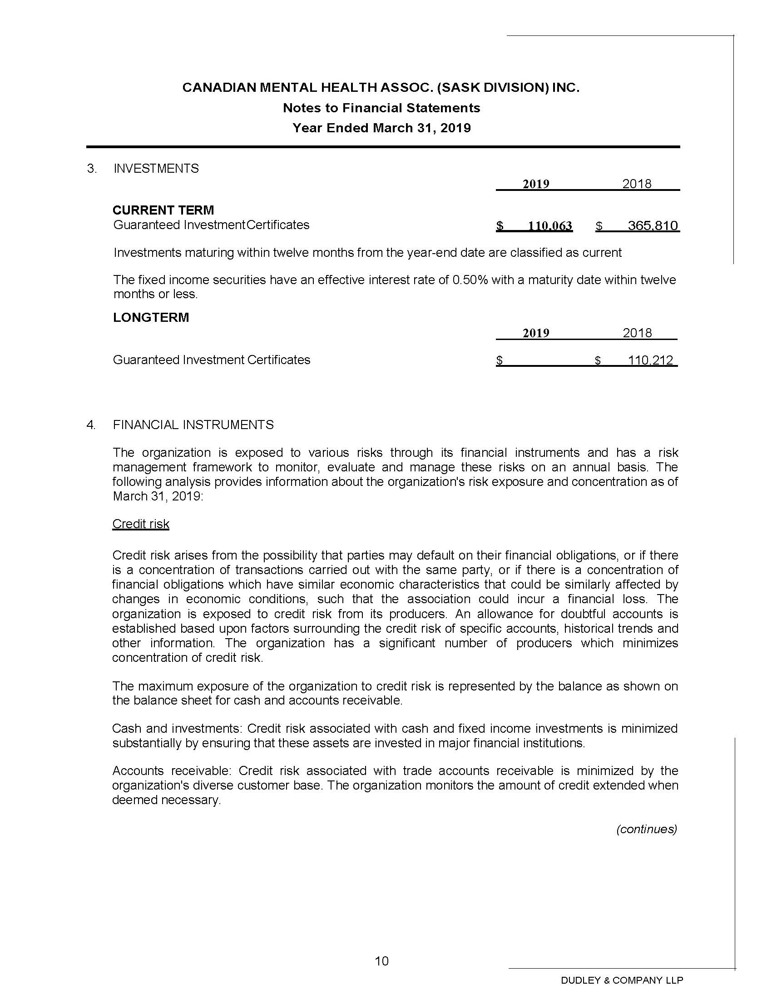 CANADIAN MENTAL HEALTH ASSOC. (SASK DIVISION) INC.
Notes to Financial Statements
Year Ended March 31, 2019
3. INVESTMENTS
2019 2018
CURRENT TERM
Guaranteed Investment Certificates $ 110,063 $ 365,810
Investments maturing within twelve months from the year-end date are classified as current
The fixed income securities have an effective interest rate of 0.50% with a maturity date within twelve
months or less.
LONGTERM
2019 2018
Guaranteed Investment Certificates $ $ 110,212
4. FINANCIAL INSTRUMENTS
The organization is exposed to various risks through its financial instruments and has a risk
management framework to monitor, evaluate and manage these risks on an annual basis. The
following analysis provides information about the organization's risk exposure and concentration as of
March 31, 2019:
Credit risk
Credit risk arises from the possibility that parties may default on their financial obligations, or if there
is a concentration of transactions carried out with the same party, or if there is a concentration of
financial obligations which have similar economic characteristics that could be similarly affected by
changes in economic conditions, such that the association could incur a financial loss. The
organization is exposed to credit risk from its producers. An allowance for doubtful accounts is
established based upon factors surrounding the credit risk of specific accounts, historical trends and
other information. The organization has a significant number of producers which minimizes
concentration of credit risk.
The maximum exposure of the organization to credit risk is represented by the balance as shown on
the balance sheet for cash and accounts receivable.
Cash and investments: Credit risk associated with cash and fixed income investments is minimized
substantially by ensuring that these assets are invested in major financial institutions.
Accounts receivable: Credit risk associated with trade accounts receivable is minimized by the
organization's diverse customer base. The organization monitors the amount of credit extended when
deemed necessary.
(continues)
10
DUDLEY & COMPANY LLP